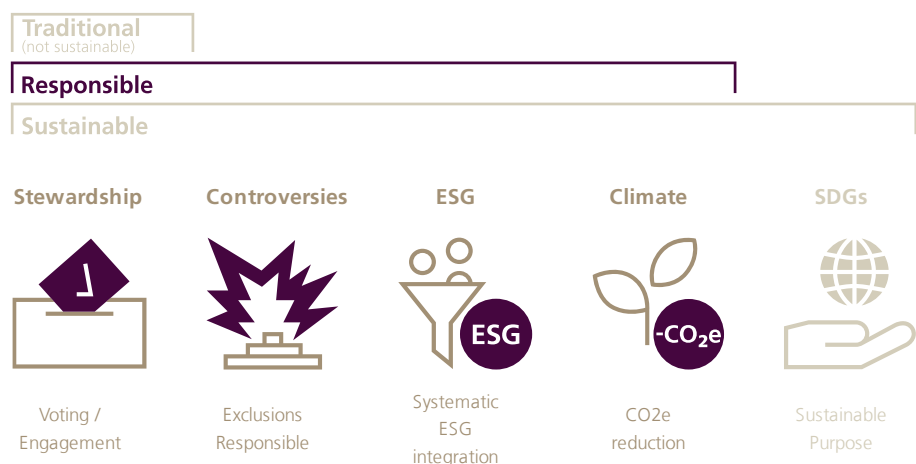 Traditional
(not sustainable)
Responsible
Sustainable
Stewardship Controversies ESG Climate SDGs
ESG -CO₂e
Voting /
Engagement
Exclusions
Responsible
Systematic
ESG
integration
CO2e
reduction
Sustainable
Purpose